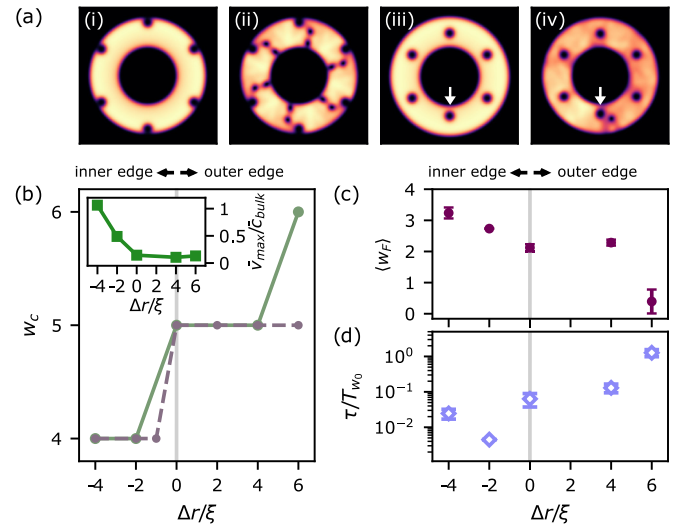 (a) (i) (ii) (iii) (iv)
inner edge outer edge
(b)
6
5
4
w_c
1
0.5
0
v̄_max/c̄_bulk
-4 -2 0 4 6
Δr/ξ
-4 -2 0 2 4 6
Δr/ξ
inner edge outer edge
(c)
4
3
2
1
0
⟨w_F⟩
(d)
10^0
10^-1
10^-2
τ/T_{w_0}
-4 -2 0 2 4 6
Δr/ξ